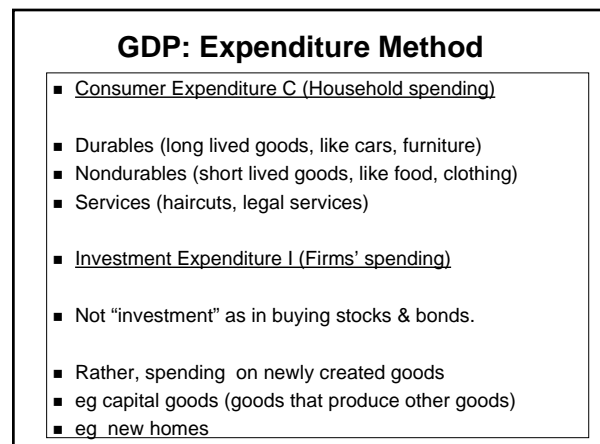 GDP: Expenditure Method
■ Consumer Expenditure C (Household spending)
■ Durables (long lived goods, like cars, furniture)
■ Nondurables (short lived goods, like food, clothing)
■ Services (haircuts, legal services)
■ Investment Expenditure I (Firms' spending)
■ Not “investment” as in buying stocks & bonds.
■ Rather, spending on newly created goods
■ eg capital goods (goods that produce other goods)
■ eg new homes